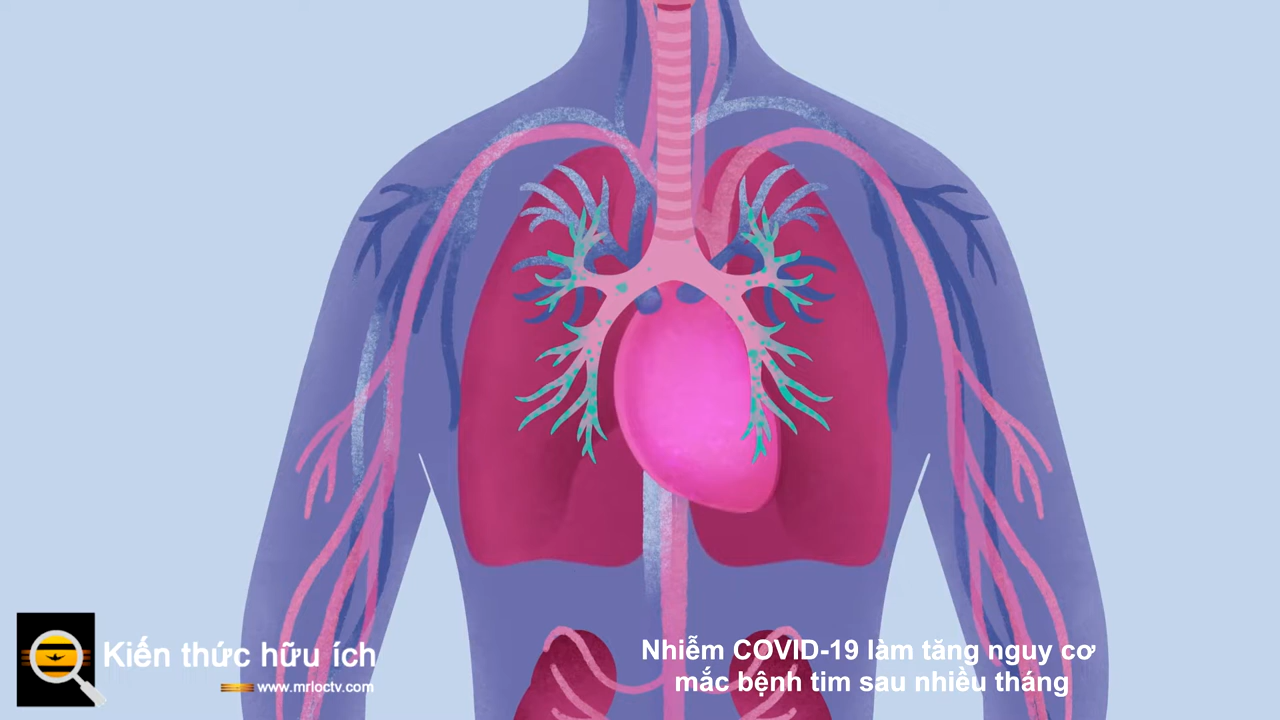 Kiến thức hữu ích
www.mrloctv.com
Nhiễm COVID-19 làm tăng nguy cơ
mắc bệnh tim sau nhiều tháng